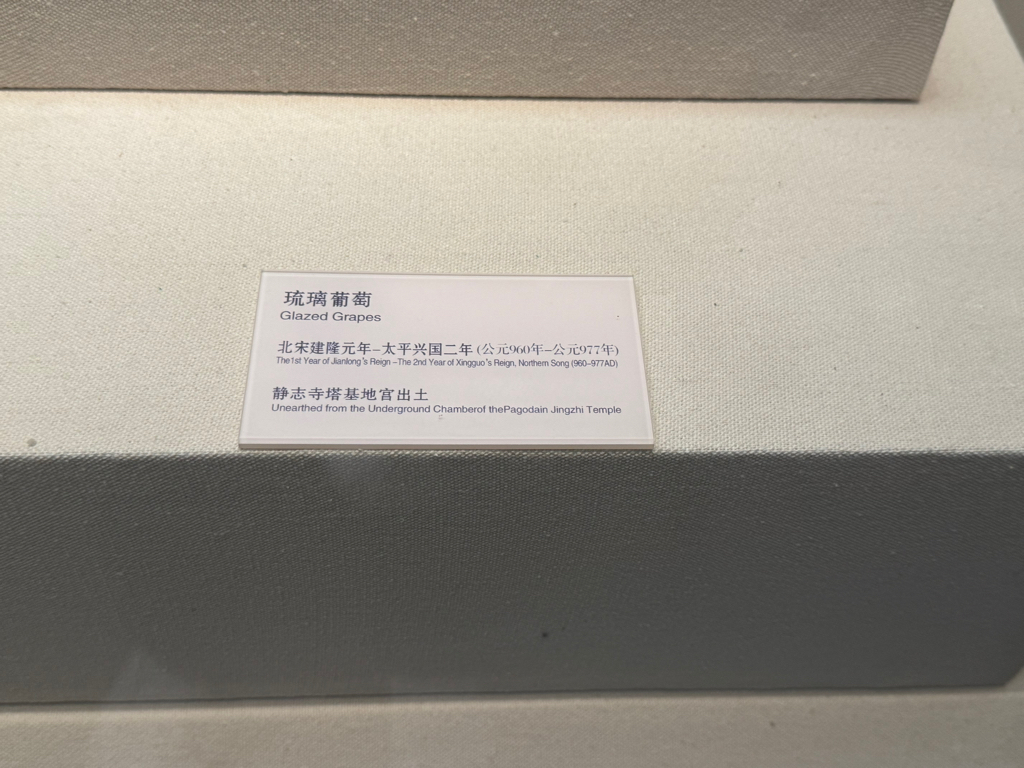 琉璃葡萄
Glazed Grapes
北宋建隆元年–太平兴国二年 (公元960年–公元977年)
The1st Year of Jianlong's Reign –The 2nd Year of Xingguo's Reign, Northern Song (960–977AD)
静志寺塔基地宫出土
Unearthed from the Underground Chamberof thePagodain Jingzhi Temple